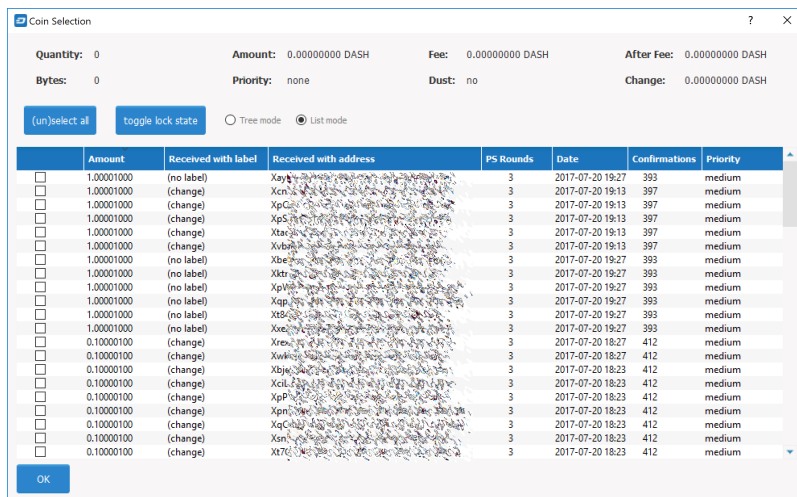 Coin Selection
Quantity: 0 Amount: 0.00000000 DASH Fee: 0.00000000 DASH After Fee: 0.00000000 DASH
Bytes: 0 Priority: none Dust: no Change: 0.00000000 DASH
(un)select all toggle lock state Tree mode List mode
Amount Received with label Received with address PS Rounds Date Confirmations Priority
1.00001000 (no label) 3 2017-07-20 19:27 393 medium
1.00001000 (change) 3 2017-07-20 19:13 397 medium
1.00001000 (change) 3 2017-07-20 19:13 397 medium
1.00001000 (change) 3 2017-07-20 19:13 397 medium
1.00001000 (change) 3 2017-07-20 19:13 397 medium
1.00001000 (change) 3 2017-07-20 19:13 397 medium
1.00001000 (no label) 3 2017-07-20 19:27 393 medium
1.00001000 (no label) 3 2017-07-20 19:27 393 medium
1.00001000 (no label) 3 2017-07-20 19:27 393 medium
1.00001000 (no label) 3 2017-07-20 19:27 393 medium
1.00001000 (no label) 3 2017-07-20 19:27 393 medium
1.00001000 (no label) 3 2017-07-20 19:27 393 medium
0.10000100 (change) 3 2017-07-20 18:27 412 medium
0.10000100 (change) 3 2017-07-20 18:27 412 medium
0.10000100 (change) 3 2017-07-20 18:23 412 medium
0.10000100 (change) 3 2017-07-20 18:23 412 medium
0.10000100 (change) 3 2017-07-20 18:23 412 medium
0.10000100 (change) 3 2017-07-20 18:23 412 medium
0.10000100 (change) 3 2017-07-20 18:23 412 medium
0.10000100 (change) 3 2017-07-20 18:23 412 medium
0.10000100 (change) 3 2017-07-20 18:23 412 medium
OK